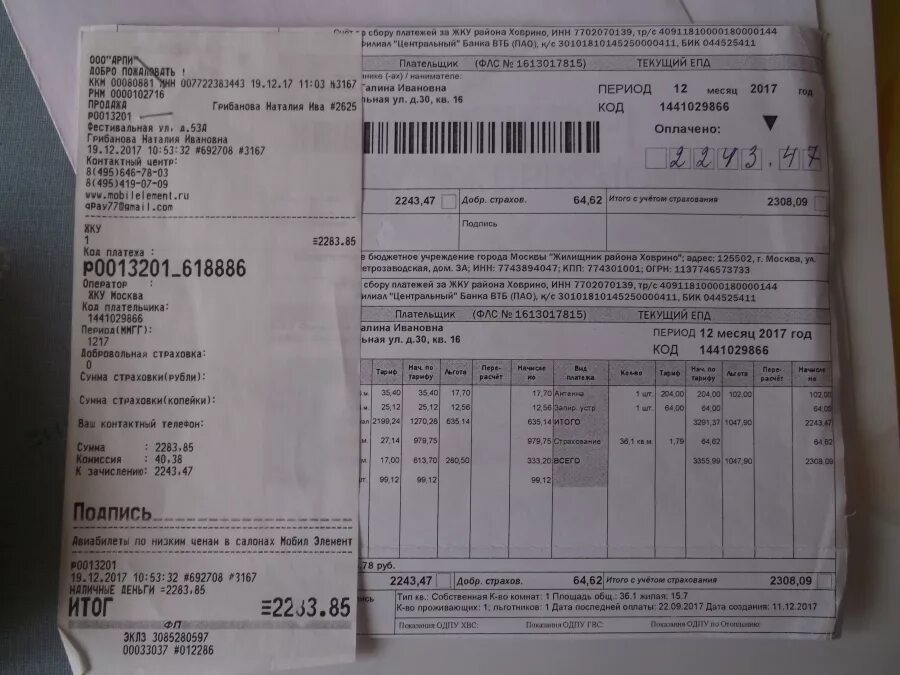 ООО"АРПИ"
ДОБРО ПОЖАЛОВАТЬ !
ККМ 00080881 ИНН 007722383443 19.12.17 11:03 №3167
РНМ 0000102716
ПРОДАЖА Грибанова Наталия Ива #2625
Р0013201
Фестивальная ул, д.53А
Грибанова Наталия Ивановна
19.12.2017 10:53:32 #692708 #3167
Контактный центр:
8(495)646-78-03
8(495)419-07-09
www.mobilelement.ru
qPay77@gmail.com
ЖКУ
1 ≡2283.85
Код платежа :
Р0013201_618886
Оператор :
ЖКУ Москва
Код плательщика:
1441029866
Период(ММГГ):
1217
Добровольная страховка:
0
Сумма страховки(рубли):
Сумма страховки(копейки):
Ваш контактный телефон:
Сумма : 2283.85
Комиссия : 40,38
К зачислению: 2243,47
Подпись
Авиабилеты по низким ценам в салонах Мобил Элемент
Р0013201
19.12.2017 10:53:32 #692708 #3167
НАЛИЧНЫЕ ДЕНЬГИ =2283.85
ИТОГ ≡2283.85
ФП
ЭКЛЗ 3085280597
00033037 #012286
сбору платежей за ЖКУ района Ховрино, ИНН 7702070139, тр/с 40911810000180000144
Филиал "Центральный" Банка ВТБ (ПАО), к/с 30101810145250000411, БИК 044525411
Плательщик (ФЛС № 1613017815) ТЕКУЩИЙ ЕПД
нике (-ах) / нанимателе:
Галина Ивановна
льная ул. д.30, кв. 16
ПЕРИОД 12 месяц 2017 год
КОД 1441029866
Оплачено:
2243.47
2243,47 Добр. страхов. 64,62 Итого с учётом страхования 2308,09
Подпись
е бюджетное учреждение города Москвы "Жилищник района Ховрино"; адрес: 125502, г. Москва, ул.
етрозаводская, дом. 3А; ИНН: 7743894047; КПП: 774301001; ОГРН: 1137746573733
сбору платежей за ЖКУ района Ховрино, ИНН 7702070139, тр/с 40911810000180000144
илиал "Центральный" Банка ВТБ (ПАО), к/с 30101810145250000411, БИК 044525411
Плательщик (ФЛС № 1613017815) ТЕКУЩИЙ ЕПД
алина Ивановна
льная ул. д.30, кв. 16
ПЕРИОД 12 месяц 2017 год
КОД 1441029866
Тариф Нач. по тарифу Льгота Пере-расчёт Начислено Вид платежа Кол-во Тариф Нач. по тарифу Льгота Пере-расчёт Начислено
35,40 35,40 17,70 17,70 Антенна 1 шт. 204,00 204,00 102,00 102,00
25,12 25,12 12,56 12,56 Запир. устр 1 шт. 64,00 64,00 64,00
2199,24 1270,28 635,14 635,14 ИТОГО 3291,37 1047,90 2243,47
27,14 979,75 979,75 Страхование 36,1 кв м. 1,79 64,62 64,62
17,00 613,70 280,50 333,20 ВСЕГО 3355,99 1047,90 2308,09
99,12 99,12
,78 руб.
2243,47 Добр. страхов. 64,62 Итого с учётом страхования 2308,09
Тип кв.: Собственная К-во комнат: 1 Площадь общ.: 36.1 жилая: 15.7
К-во проживающих: 1; льготников: 1 Дата последней оплаты: 22.09.2017 Дата создания: 11.12.2017
Показания ОДПУ ХВС: Показания ОДПУ ГВС: Показания ОДПУ по Отоплению: